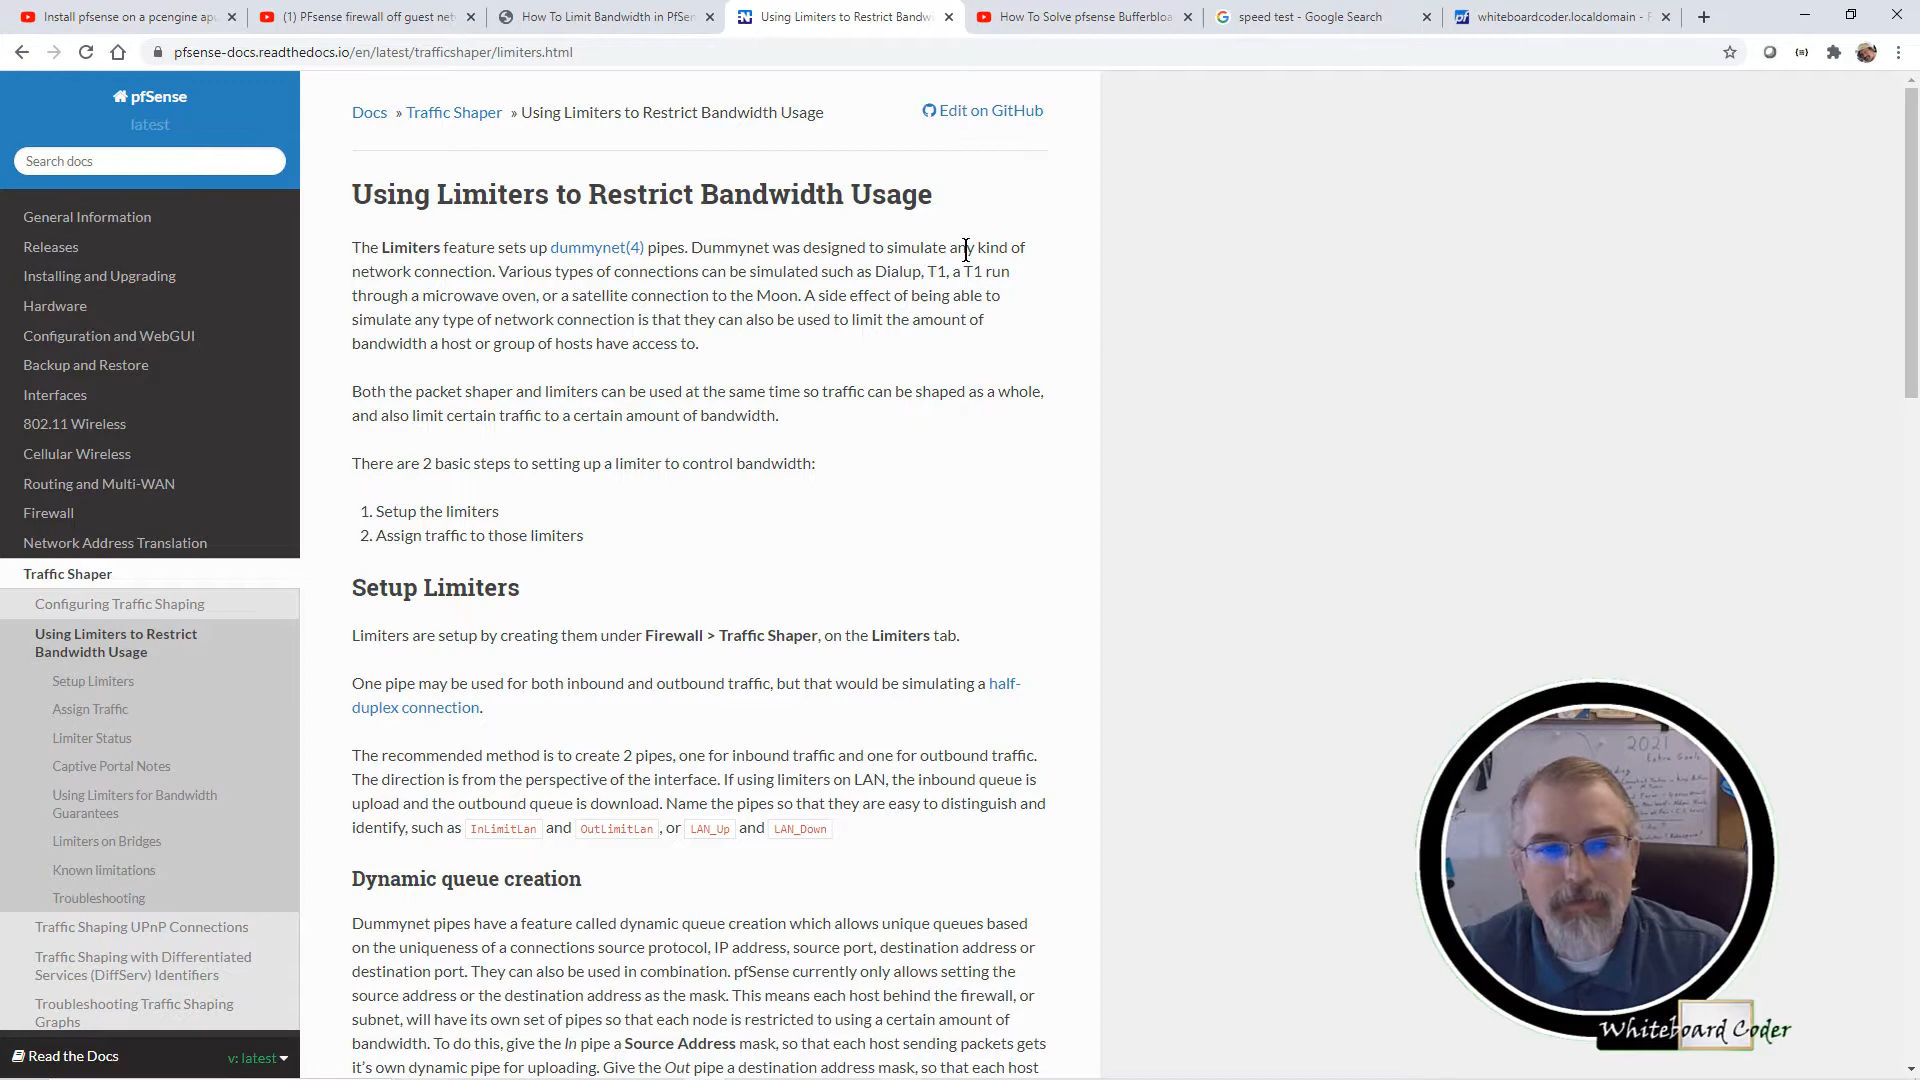 Install pfsense on a pcengine apu
(1) PFsense firewall off guest net
How To Limit Bandwidth in PfSen
Using Limiters to Restrict Bandw
How To Solve pfsense Bufferbloa
speed test - Google Search
whiteboardcoder.localdomain - F
pfsense-docs.readthedocs.io/en/latest/trafficshaper/limiters.html
pfSense
latest
Search docs
General Information
Releases
Installing and Upgrading
Hardware
Configuration and WebGUI
Backup and Restore
Interfaces
802.11 Wireless
Cellular Wireless
Routing and Multi-WAN
Firewall
Network Address Translation
Traffic Shaper
Configuring Traffic Shaping
Using Limiters to Restrict
Bandwidth Usage
Setup Limiters
Assign Traffic
Limiter Status
Captive Portal Notes
Using Limiters for Bandwidth
Guarantees
Limiters on Bridges
Known limitations
Troubleshooting
Traffic Shaping UPnP Connections
Traffic Shaping with Differentiated
Services (DiffServ) Identifiers
Troubleshooting Traffic Shaping
Graphs
Read the Docs
v: latest
Docs » Traffic Shaper » Using Limiters to Restrict Bandwidth Usage
Edit on GitHub
Using Limiters to Restrict Bandwidth Usage
The Limiters feature sets up dummynet(4) pipes. Dummynet was designed to simulate any kind of
network connection. Various types of connections can be simulated such as Dialup, T1, a T1 run
through a microwave oven, or a satellite connection to the Moon. A side effect of being able to
simulate any type of network connection is that they can also be used to limit the amount of
bandwidth a host or group of hosts have access to.
Both the packet shaper and limiters can be used at the same time so traffic can be shaped as a whole,
and also limit certain traffic to a certain amount of bandwidth.
There are 2 basic steps to setting up a limiter to control bandwidth:
1. Setup the limiters
2. Assign traffic to those limiters
Setup Limiters
Limiters are setup by creating them under Firewall > Traffic Shaper, on the Limiters tab.
One pipe may be used for both inbound and outbound traffic, but that would be simulating a half-
duplex connection.
The recommended method is to create 2 pipes, one for inbound traffic and one for outbound traffic.
The direction is from the perspective of the interface. If using limiters on LAN, the inbound queue is
upload and the outbound queue is download. Name the pipes so that they are easy to distinguish and
identify, such as InLimitLan and OutLimitLan, or LAN_Up and LAN_Down
Dynamic queue creation
Dummynet pipes have a feature called dynamic queue creation which allows unique queues based
on the uniqueness of a connections source protocol, IP address, source port, destination address or
destination port. They can also be used in combination. pfSense currently only allows setting the
source address or the destination address as the mask. This means each host behind the firewall, or
subnet, will have its own set of pipes so that each node is restricted to using a certain amount of
bandwidth. To do this, give the In pipe a Source Address mask, so that each host sending packets gets
it's own dynamic pipe for uploading. Give the Out pipe a destination address mask, so that each host
2021
Whiteboard Coder